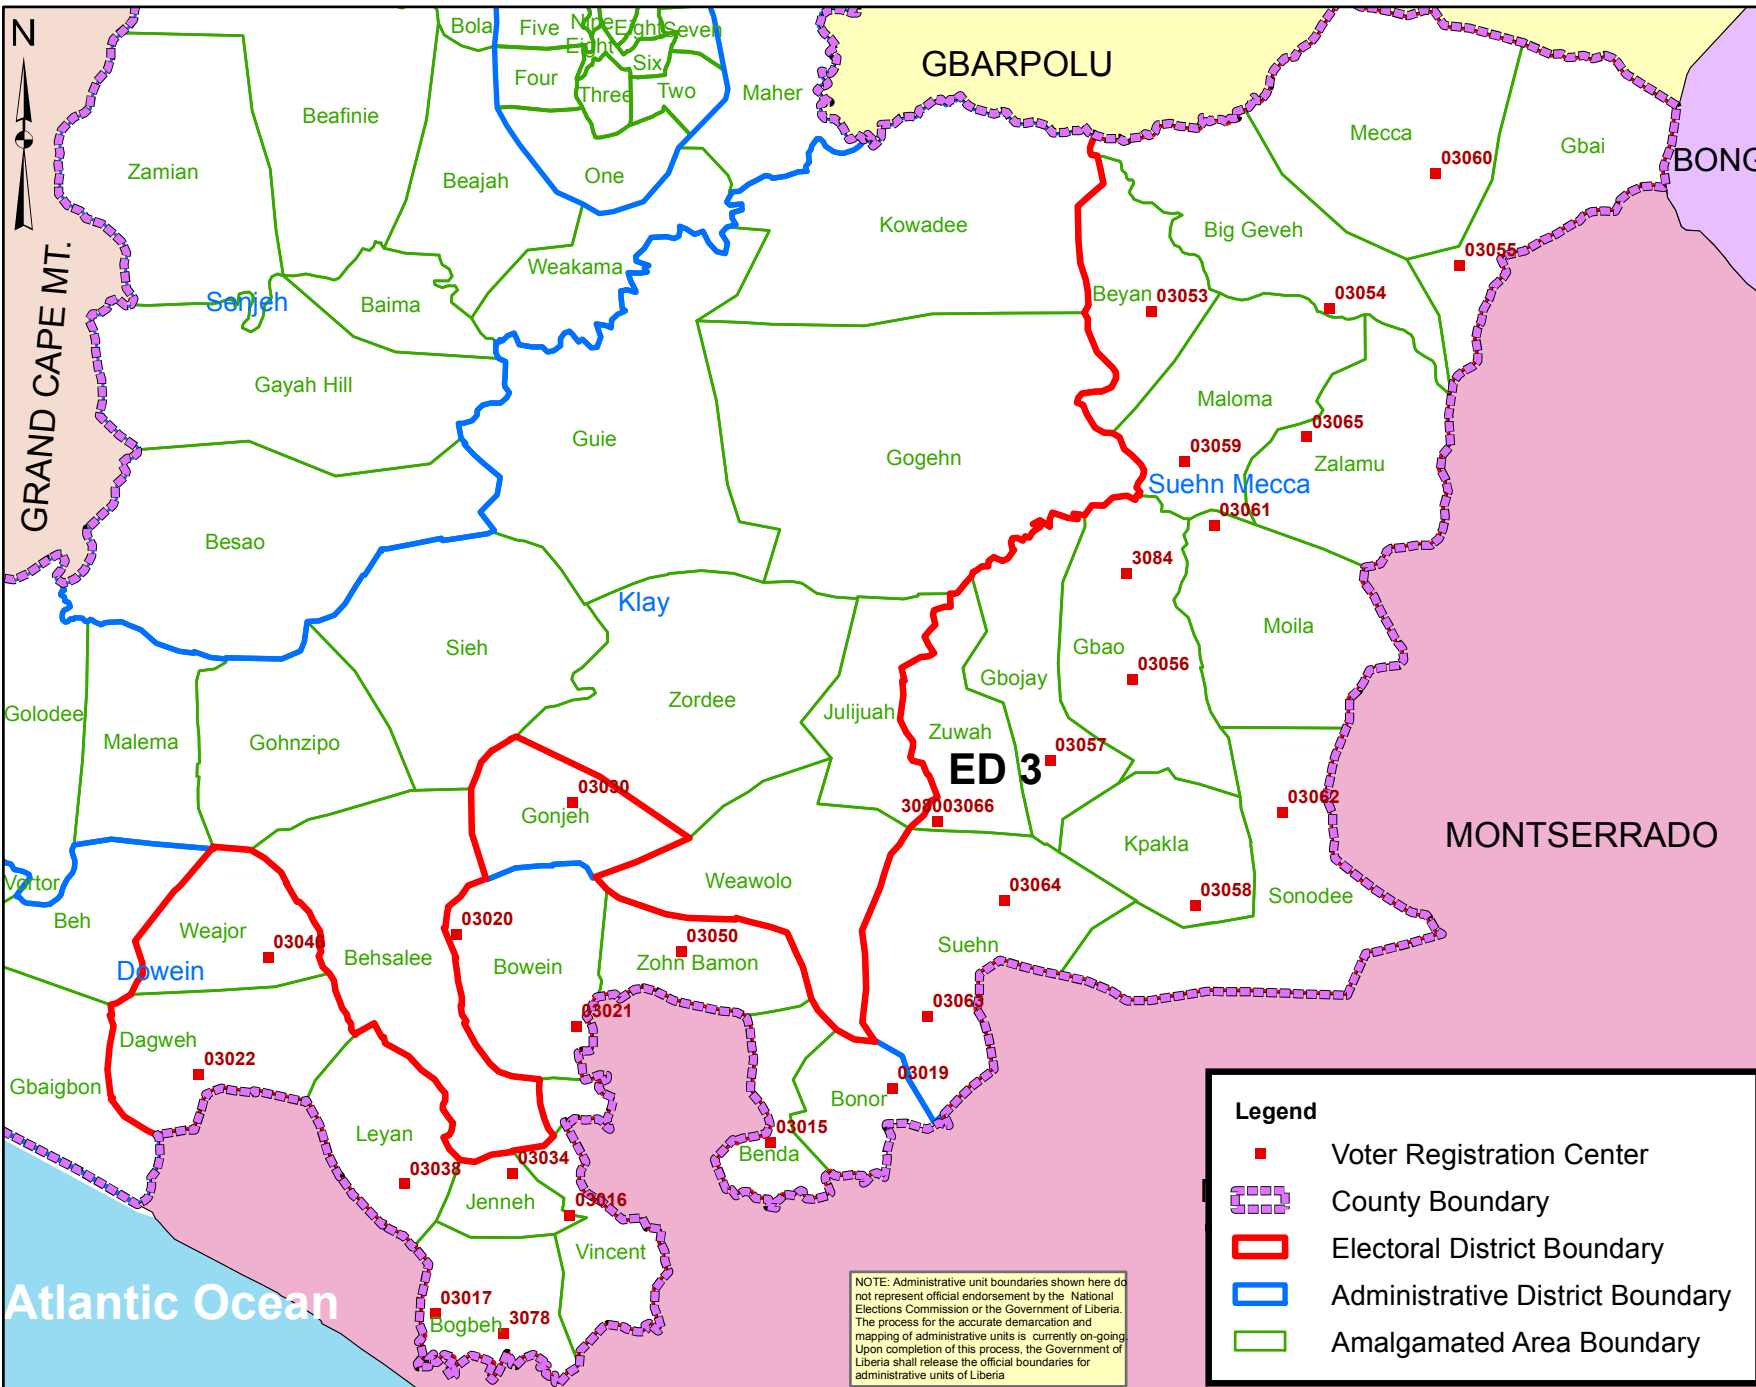 N
Bola
Five
Nine
Eight
Seven
Eight
Six
Four
Three
Two
Maher
GBARPOLU
Beafinie
Mecca
Gbai
BONG
Zamian
Beajah
One
03060
Kowadee
Big Geveh
Weakama
03055
GRAND CAPE MT.
Senjeh
Baima
Beyan
03053
03054
Gayah Hill
Maloma
Guie
03065
Gogehn
03059
Zalamu
Suehn Mecca
03061
Besao
3084
Klay
Moila
Sieh
Gbao
03056
Gbojay
Golodee
Malema
Gohnzipo
Zordee
Julijuah
Zuwah
03057
ED 3
03030
Gonjeh
308003066
03062
MONTSERRADO
Kpakla
Vortor
Weawolo
03064
03058
Sonodee
Beh
Weajor
03020
03050
03046
Behsalee
Bowein
Zohn Bamon
Suehn
Dowein
03021
03063
Dagweh
03022
Gbaigbon
03019
Bonor
Leyan
03015
Benda
03038
03034
Jenneh
03016
Vincent
Atlantic Ocean
03017
Bogbeh
3078
NOTE: Administrative unit boundaries shown here do
not represent official endorsement by the National
Elections Commission or the Government of Liberia.
The process for the accurate demarcation and
mapping of administrative units is currently on-going.
Upon completion of this process, the Government of
Liberia shall release the official boundaries for
administrative units of Liberia
Legend
Voter Registration Center
County Boundary
Electoral District Boundary
Administrative District Boundary
Amalgamated Area Boundary